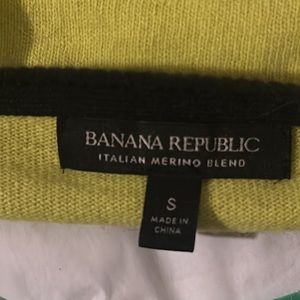 BANANA REPUBLIC
ITALIAN MERINO BLEND
S
MADE IN
CHINA